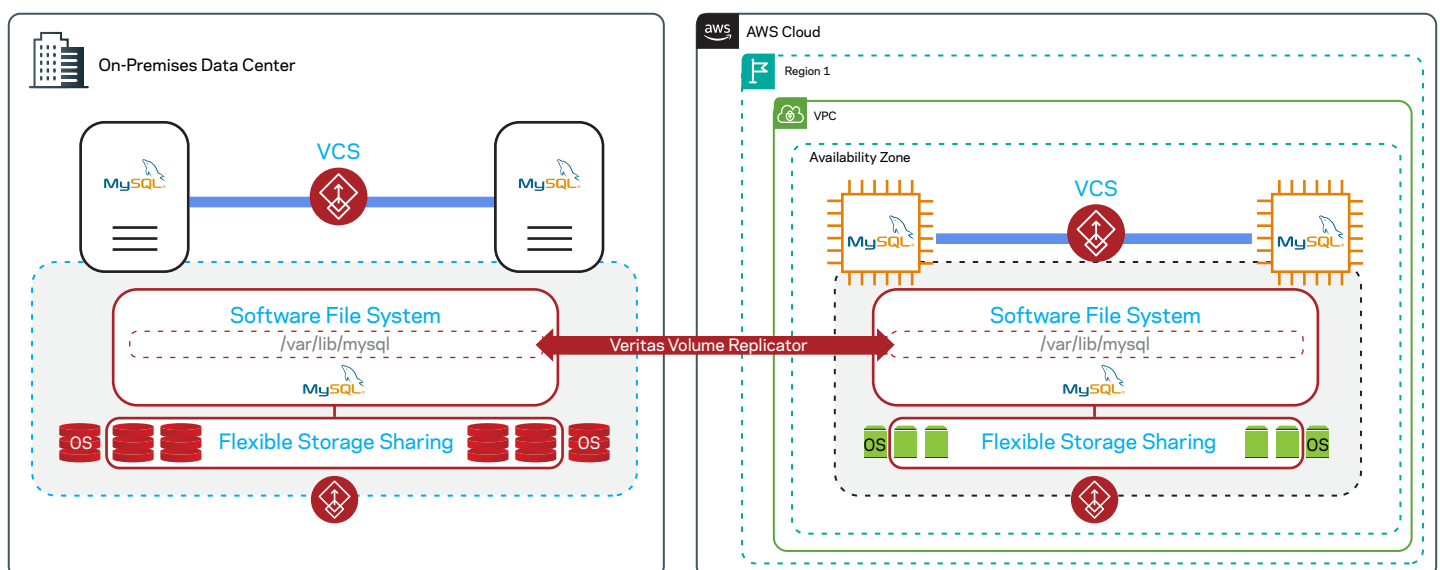 On-Premises Data Center
VCS
MySQL®
MySQL®
Software File System
/var/lib/mysql
MySQL®
OS
Flexible Storage Sharing
OS
Veritas Volume Replicator
aws
AWS Cloud
Region 1
VPC
Availability Zone
VCS
MySQL®
MySQL®
Software File System
/var/lib/mysql
MySQL®
OS
Flexible Storage Sharing
OS